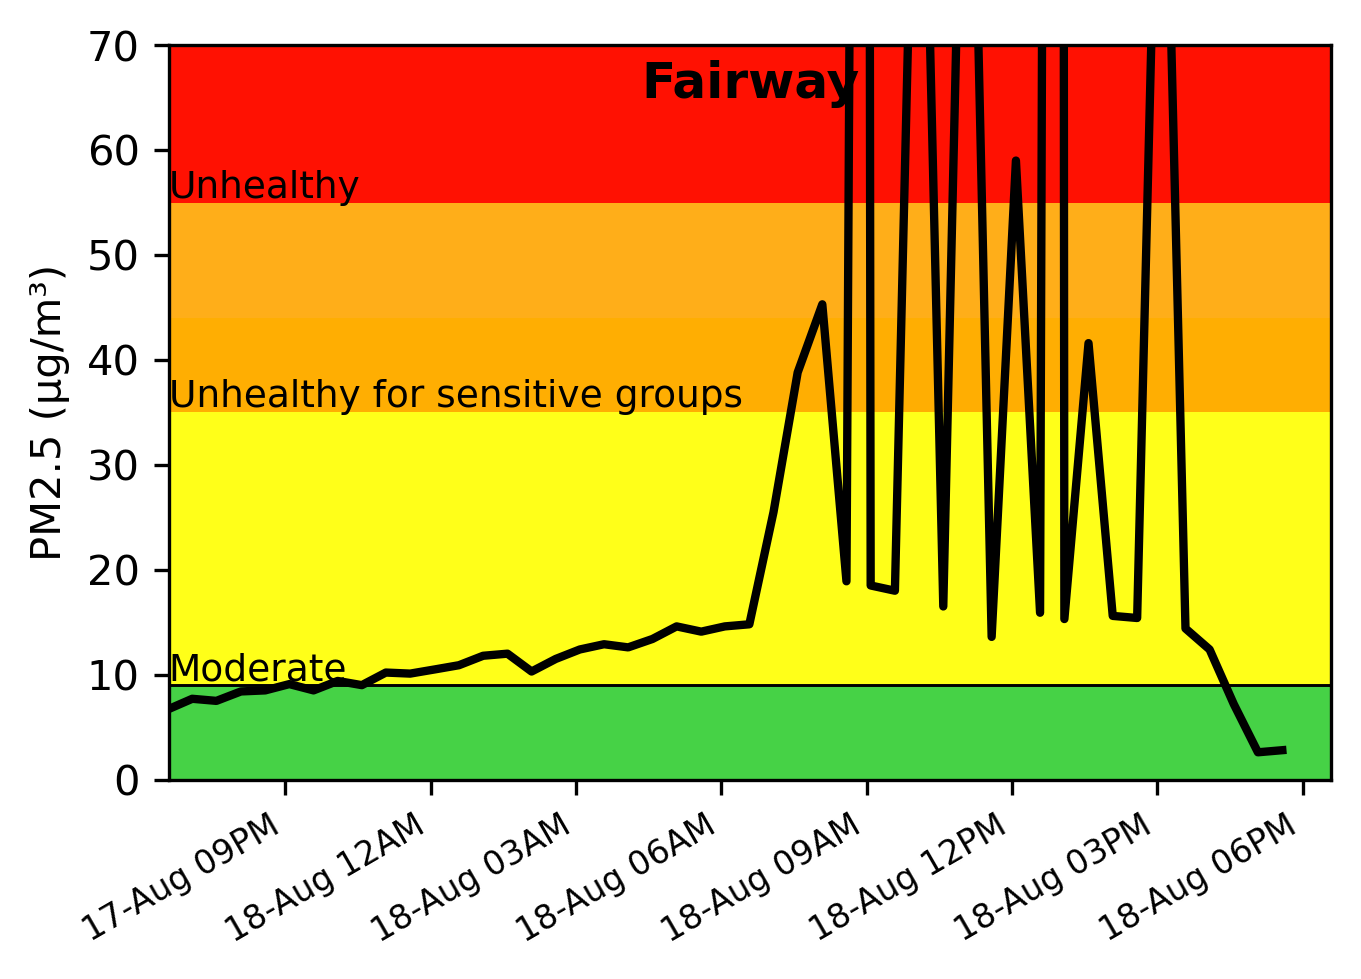 Fairway
70
60
50
40
30
20
10
0
PM2.5 (µg/m³)
Unhealthy
Unhealthy for sensitive groups
Moderate
17-Aug 09PM
18-Aug 12AM
18-Aug 03AM
18-Aug 06AM
18-Aug 09AM
18-Aug 12PM
18-Aug 03PM
18-Aug 06PM